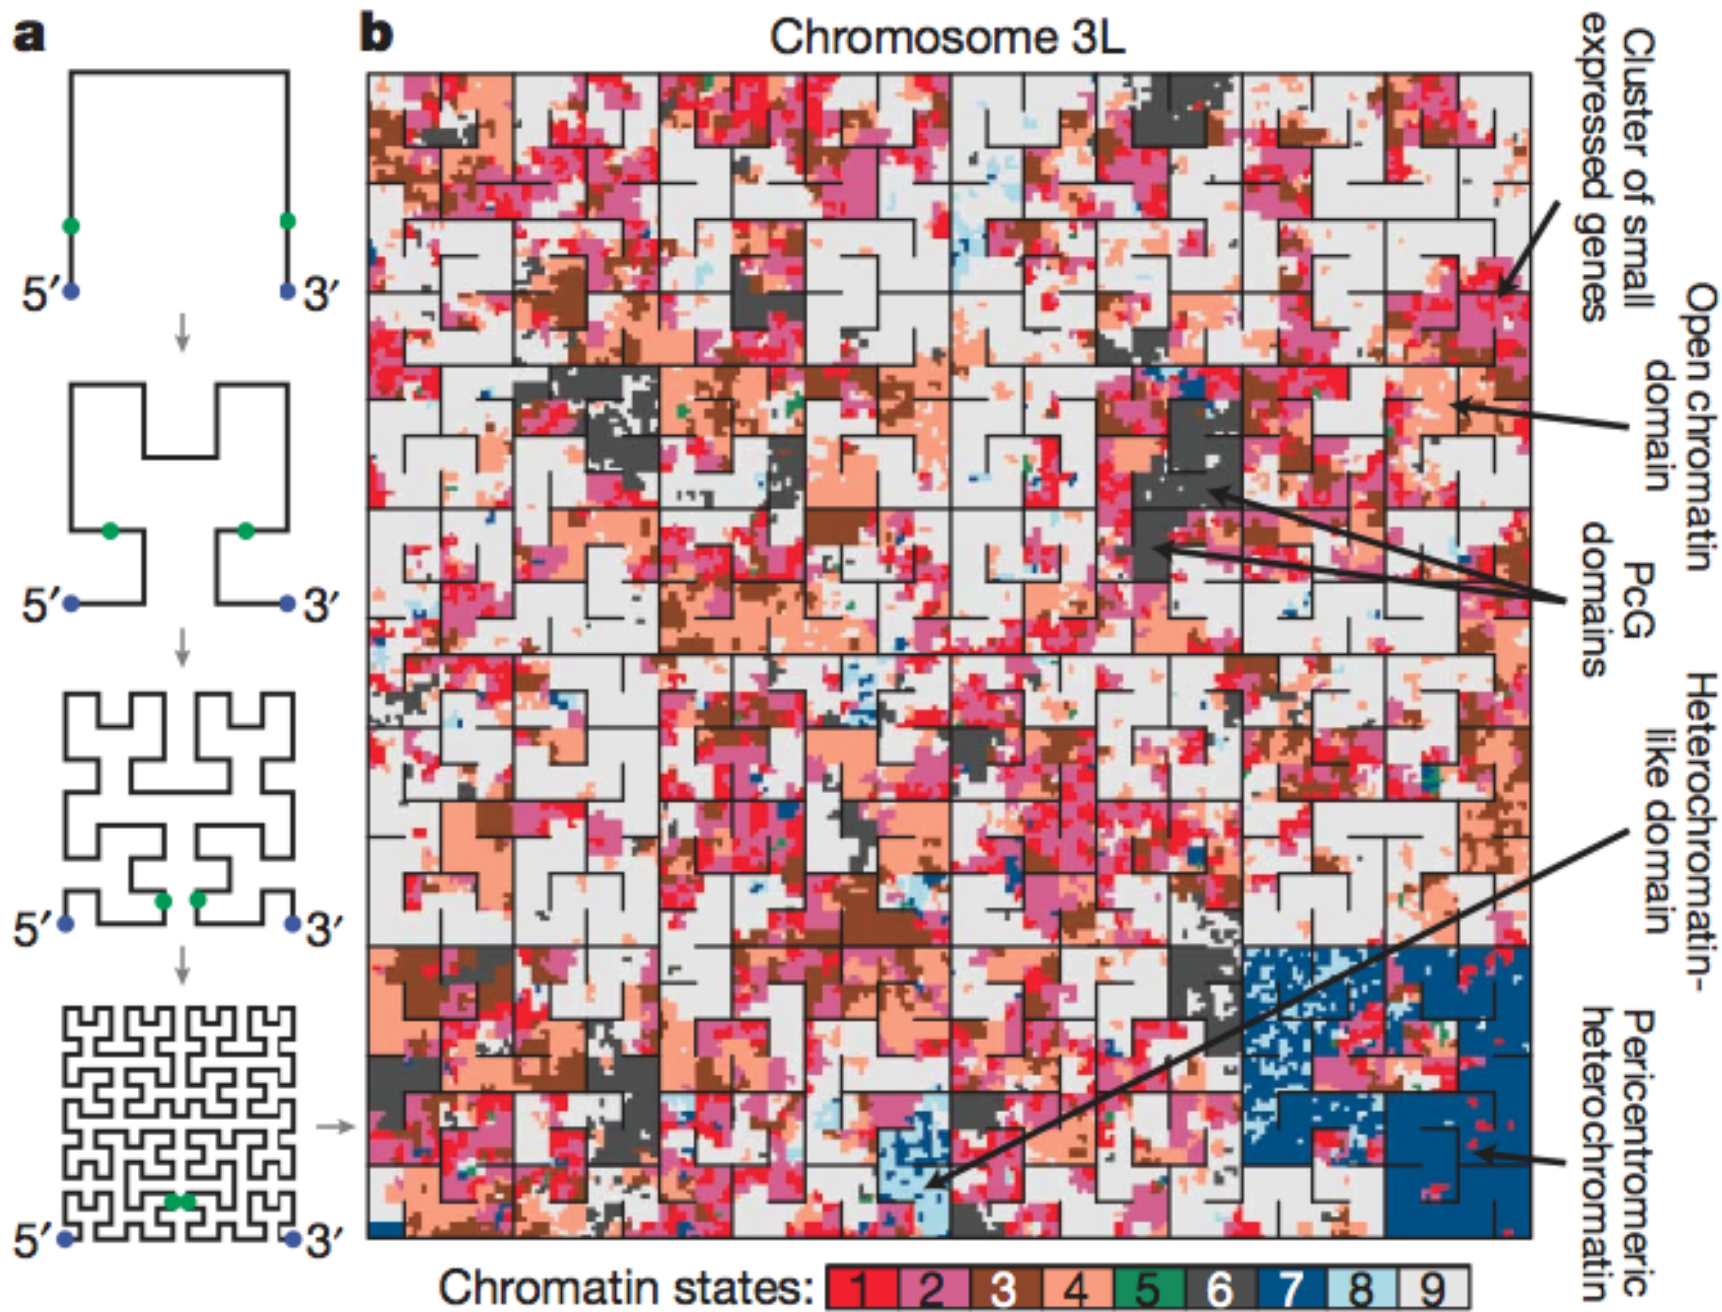 a
b
Chromosome 3L
5′
3′
5′
3′
5′
3′
5′
3′
Cluster of small
expressed genes
Open chromatin
domain
PcG
domains
Heterochromatin-
like domain
Pericentromeric
heterochromatin
Chromatin states: 1 2 3 4 5 6 7 8 9